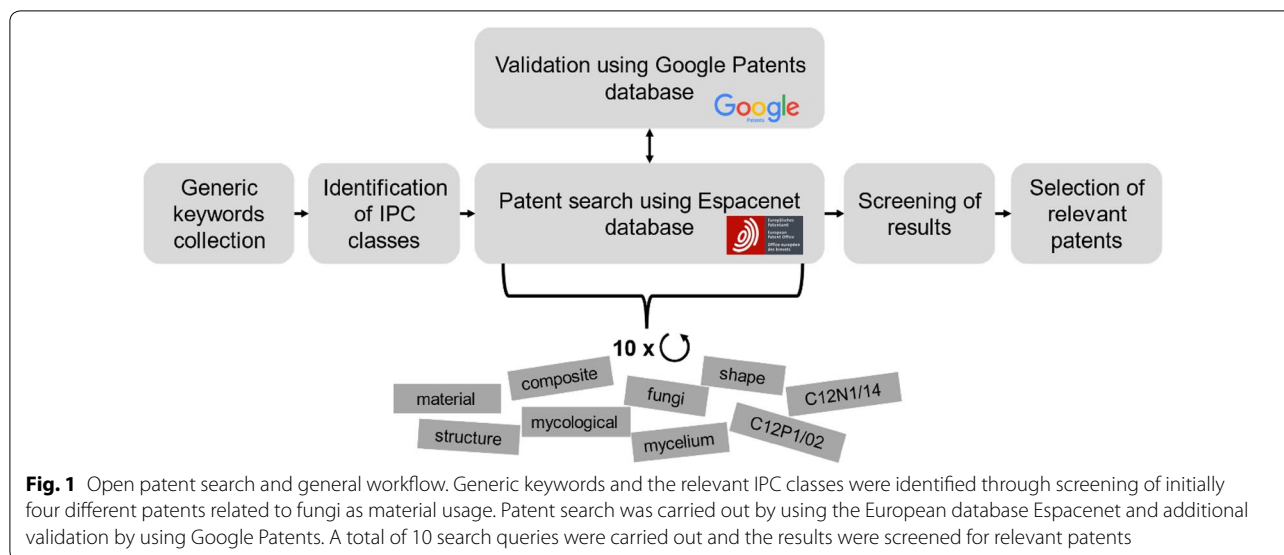 Validation using Google Patents
database
Google
Patents
Generic
keywords
collection
Identification
of IPC
classes
Patent search using Espacenet
database
Europäisches
Patentamt
European
Patent Office
Office européen
des brevets
Screening of
results
Selection of
relevant
patents
10 x
material
composite
fungi
shape
C12N1/14
structure
mycological
mycelium
C12P1/02
Fig. 1 Open patent search and general workflow. Generic keywords and the relevant IPC classes were identified through screening of initially
four different patents related to fungi as material usage. Patent search was carried out by using the European database Espacenet and additional
validation by using Google Patents. A total of 10 search queries were carried out and the results were screened for relevant patents